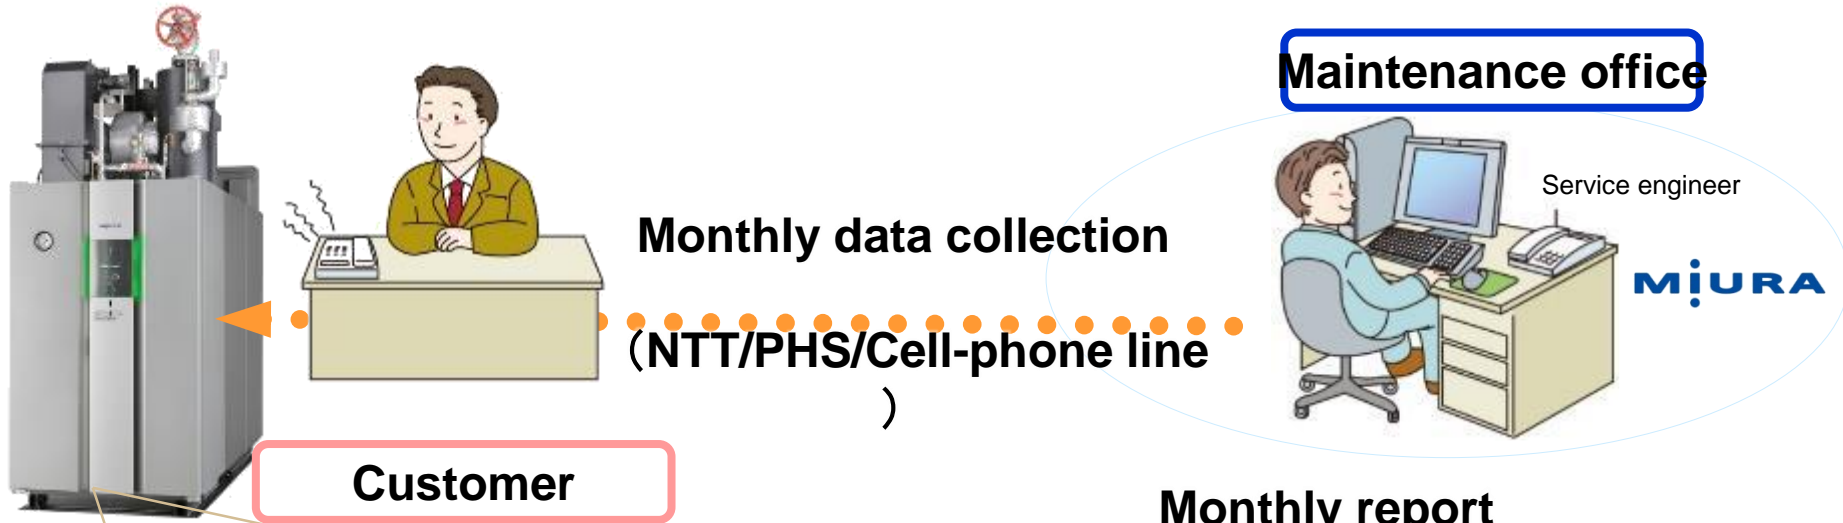 Maintenance office
Service engineer
Monthly data collection
MIURA
（NTT/PHS/Cell-phone line
）
Customer
Monthly report